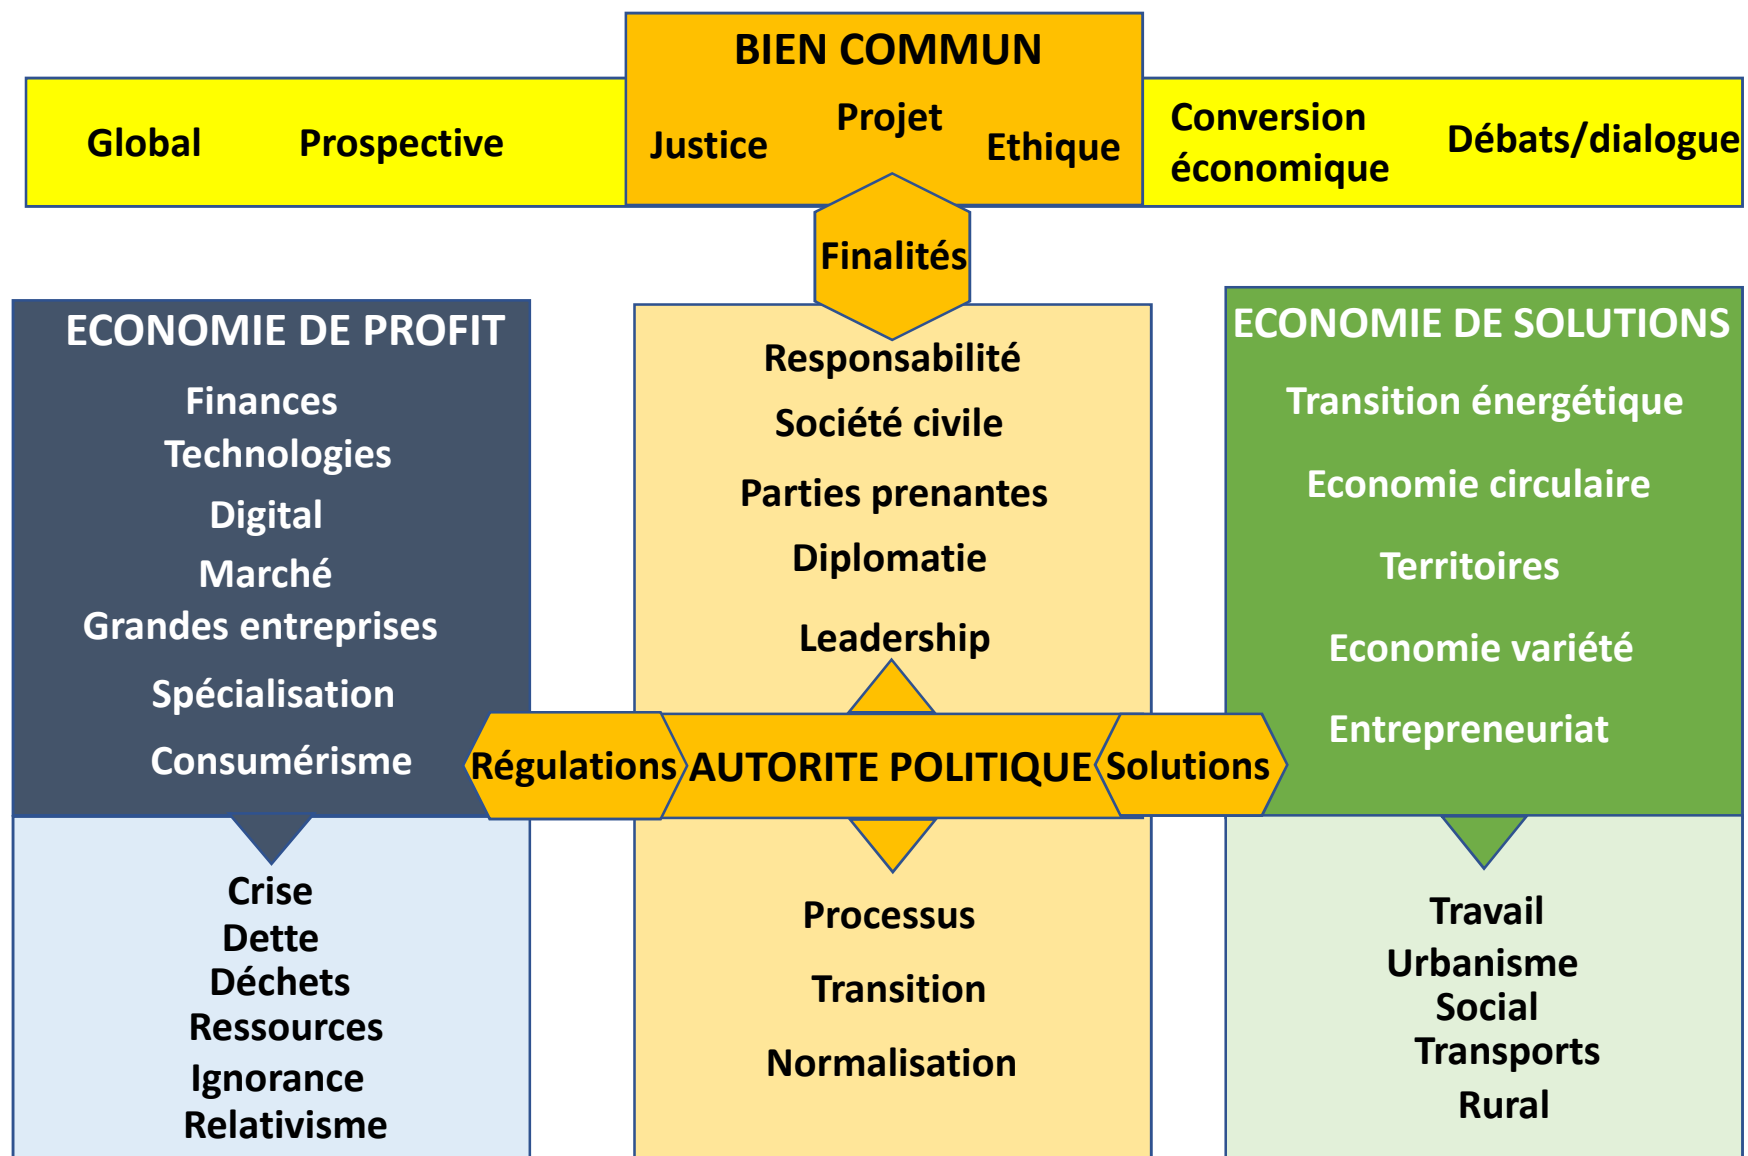 BIEN COMMUN
Global
Prospective
Justice
Projet
Ethique
Conversion
économique
Débats/dialogue
Finalités
ECONOMIE DE PROFIT
Finances
Technologies
Digital
Marché
Grandes entreprises
Spécialisation
Consumérisme
Crise
Dette
Déchets
Ressources
Ignorance
Relativisme
Responsabilité
Société civile
Parties prenantes
Diplomatie
Leadership
Régulations
AUTORITE POLITIQUE
Solutions
Processus
Transition
Normalisation
ECONOMIE DE SOLUTIONS
Transition énergétique
Economie circulaire
Territoires
Economie variété
Entrepreneuriat
Travail
Urbanisme
Social
Transports
Rural